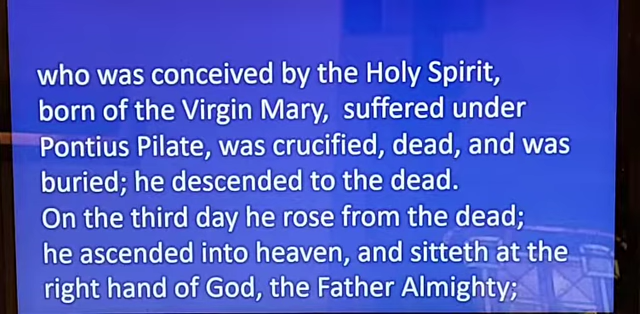 who was conceived by the Holy Spirit,
born of the Virgin Mary, suffered under
Pontius Pilate, was crucified, dead, and was
buried; he descended to the dead.
On the third day he rose from the dead;
he ascended into heaven, and sitteth at the
right hand of God, the Father Almighty;